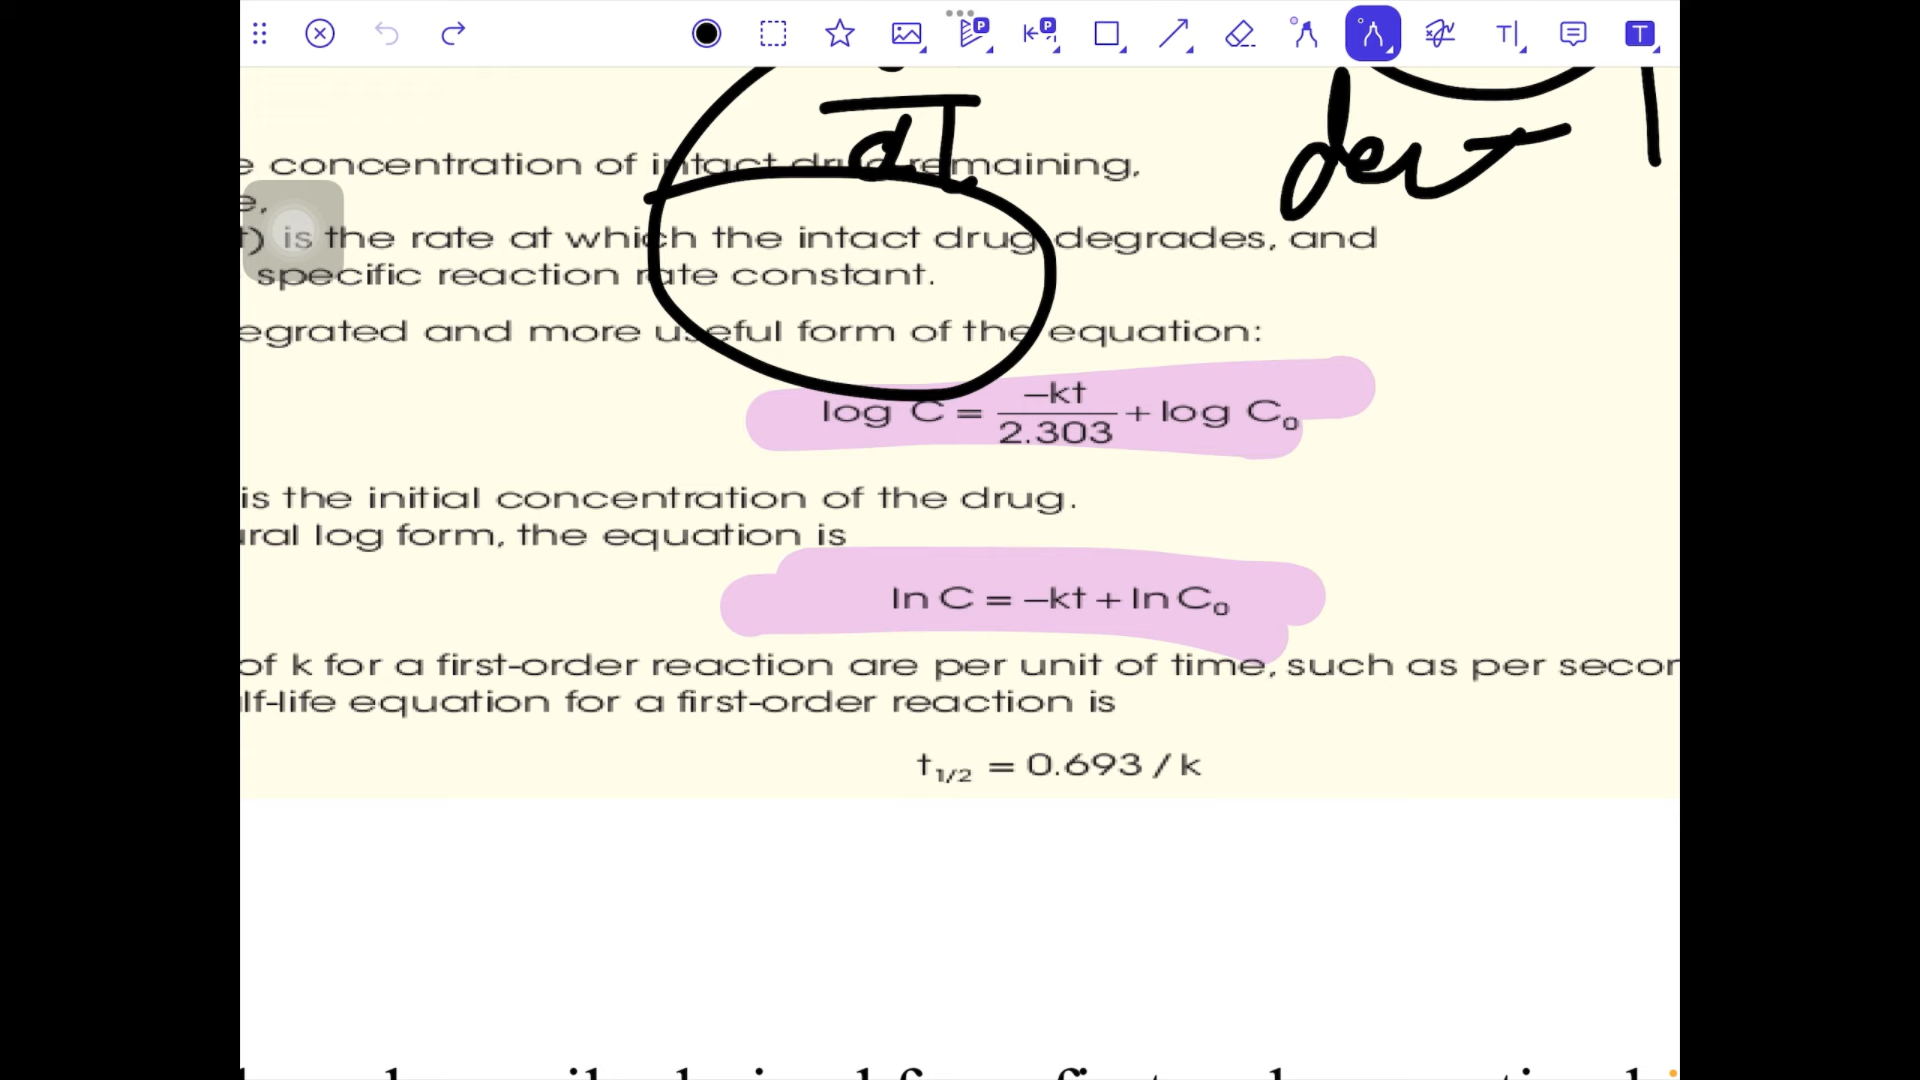 dT
der
e concentration of intact drug remaining,
e,
t) is the rate at which the intact drug degrades, and
specific reaction rate constant.
egrated and more useful form of the equation:
log C = –kt / 2.303 + log C₀
is the initial concentration of the drug.
ural log form, the equation is
ln C = –kt + ln C₀
of k for a first-order reaction are per unit of time, such as per secon
lf-life equation for a first-order reaction is
t₁/₂ = 0.693 / k